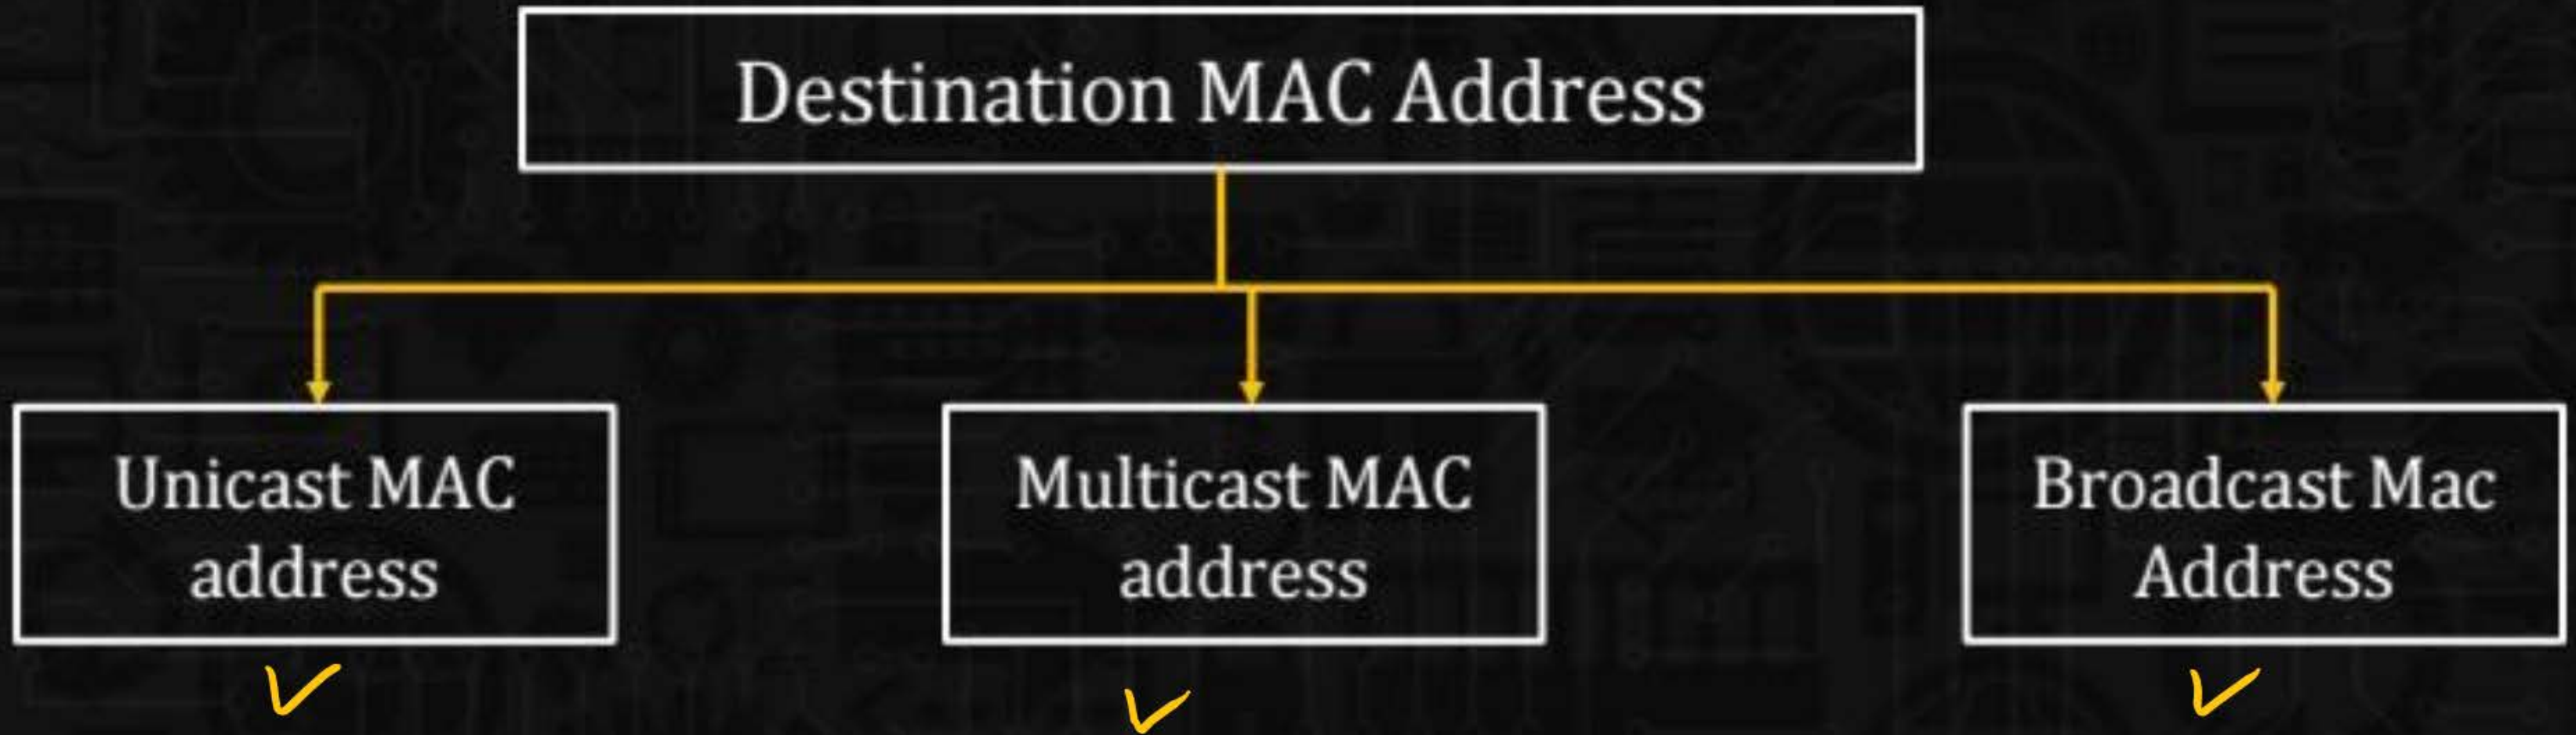 Destination MAC Address
Unicast MAC
address
Multicast MAC
address
Broadcast Mac
Address